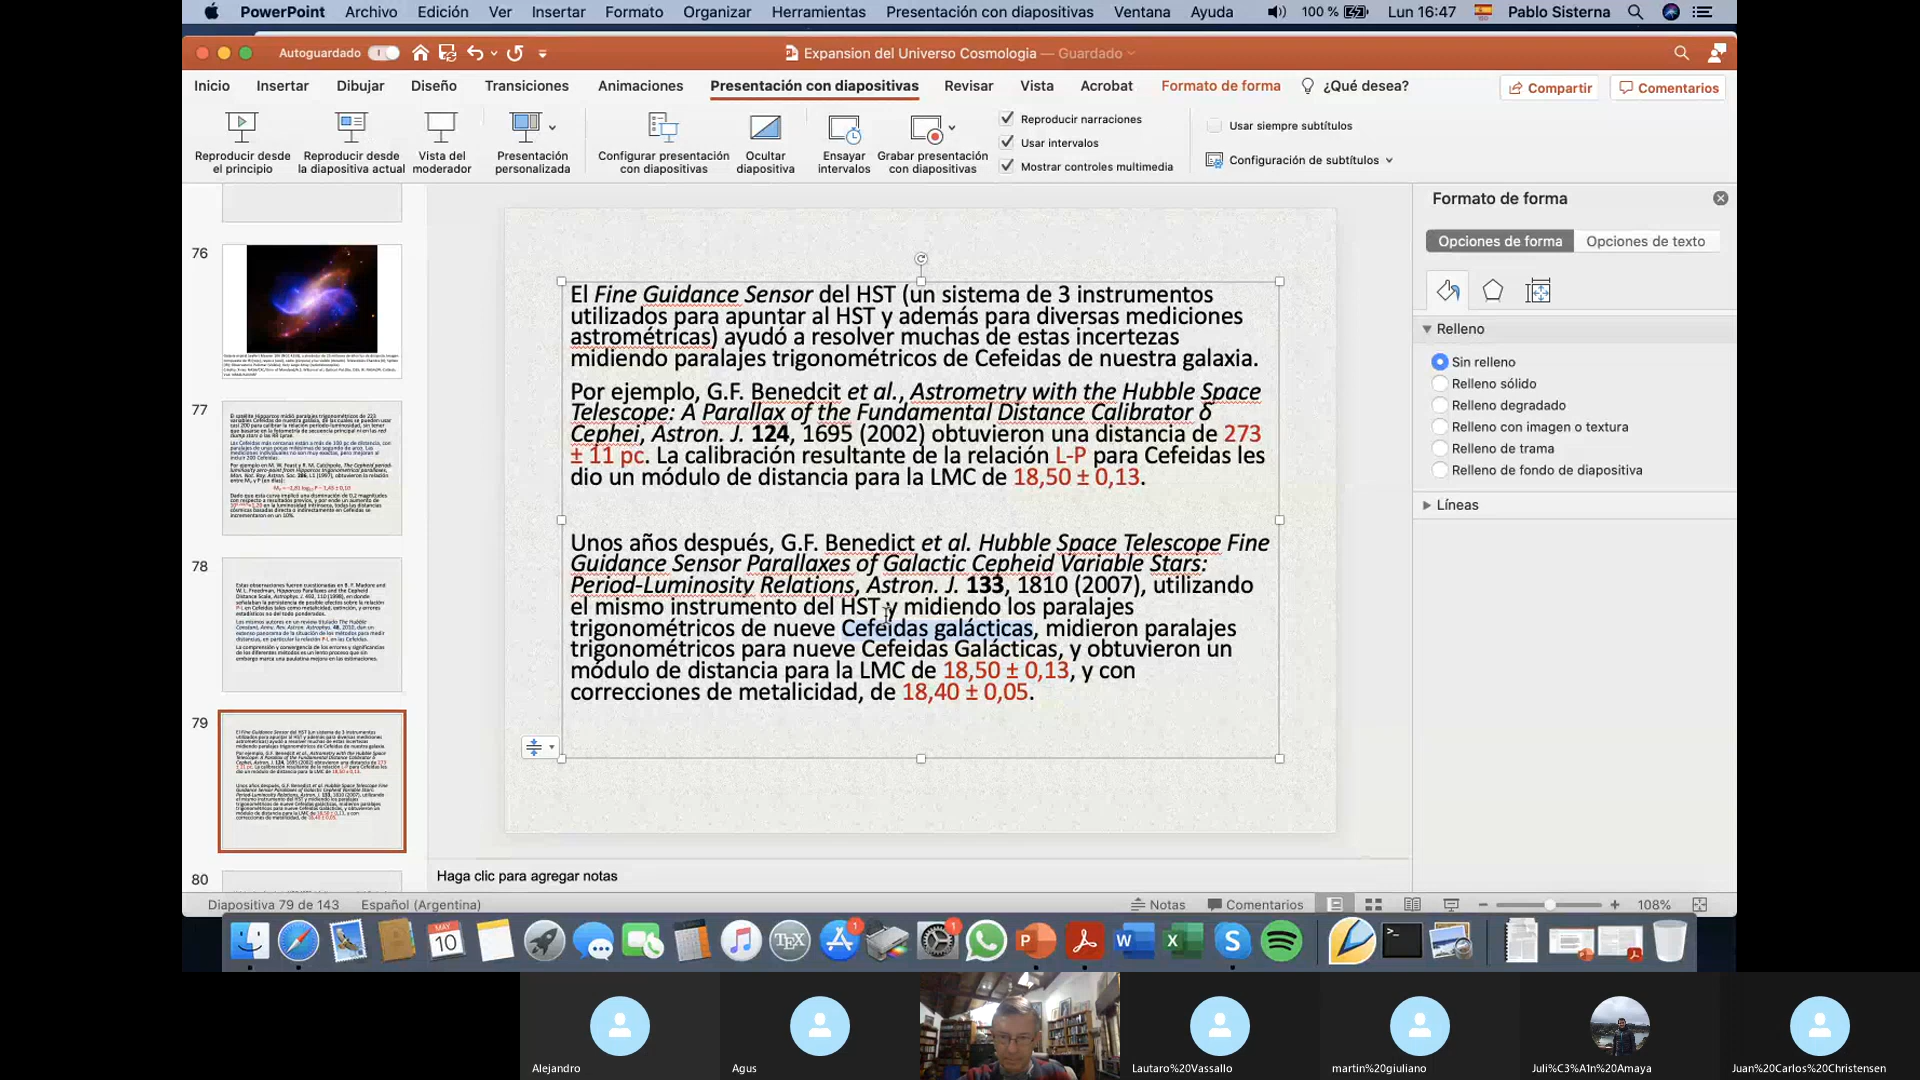 PowerPoint Archivo Edición Ver Insertar Formato Organizar Herramientas Presentación con diapositivas Ventana Ayuda 100 % Lun 16:47 Pablo Sisterna
Autoguardado Expansion del Universo Cosmologia — Guardado
Inicio Insertar Dibujar Diseño Transiciones Animaciones Presentación con diapositivas Revisar Vista Acrobat Formato de forma ¿Qué desea? Compartir Comentarios
Reproducir desde el principio
Reproducir desde la diapositiva actual
Vista del moderador
Presentación personalizada
Configurar presentación con diapositivas
Ocultar diapositiva
Ensayar intervalos
Grabar presentación con diapositivas
Reproducir narraciones
Usar intervalos
Mostrar controles multimedia
Usar siempre subtítulos
Configuración de subtítulos
76
77
78
79
80
El Fine Guidance Sensor del HST (un sistema de 3 instrumentos
utilizados para apuntar al HST y además para diversas mediciones
astrométricas) ayudó a resolver muchas de estas incertezas
midiendo paralajes trigonométricos de Cefeidas de nuestra galaxia.
Por ejemplo, G.F. Benedcit et al., Astrometry with the Hubble Space
Telescope: A Parallax of the Fundamental Distance Calibrator δ
Cephei, Astron. J. 124, 1695 (2002) obtuvieron una distancia de 273
± 11 pc. La calibración resultante de la relación L-P para Cefeidas les
dio un módulo de distancia para la LMC de 18,50 ± 0,13.
Unos años después, G.F. Benedict et al. Hubble Space Telescope Fine
Guidance Sensor Parallaxes of Galactic Cepheid Variable Stars:
Period-Luminosity Relations, Astron. J. 133, 1810 (2007), utilizando
el mismo instrumento del HST y midiendo los paralajes
trigonométricos de nueve Cefeidas galácticas, midieron paralajes
trigonométricos para nueve Cefeidas Galácticas, y obtuvieron un
módulo de distancia para la LMC de 18,50 ± 0,13, y con
correcciones de metalicidad, de 18,40 ± 0,05.
Formato de forma
Opciones de forma Opciones de texto
Relleno
Sin relleno
Relleno sólido
Relleno degradado
Relleno con imagen o textura
Relleno de trama
Relleno de fondo de diapositiva
Líneas
Haga clic para agregar notas
Diapositiva 79 de 143 Español (Argentina) Notas Comentarios 108%
MAY
10
TEX
1
1
P
W
X
S
Alejandro
Agus
Lautaro%20Vassallo
martin%20giuliano
Juli%C3%A1n%20Amaya
Juan%20Carlos%20Christensen